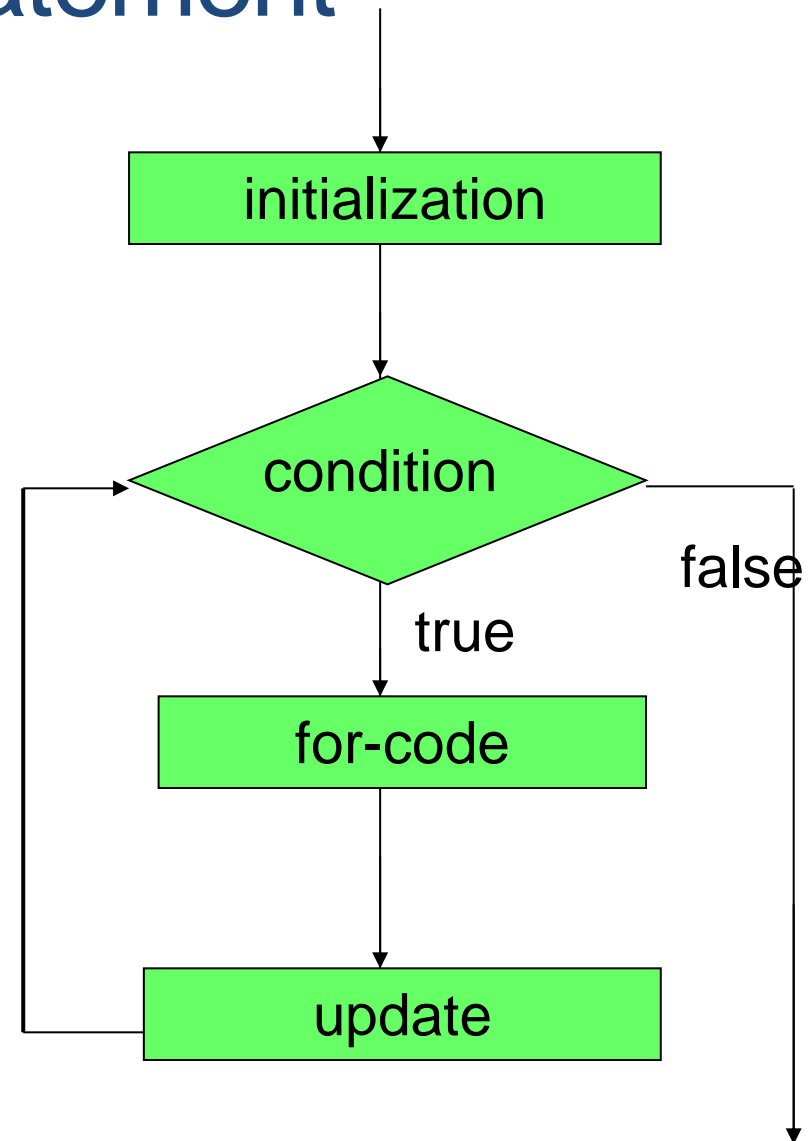 initialization
condition
false
true
for-code
update